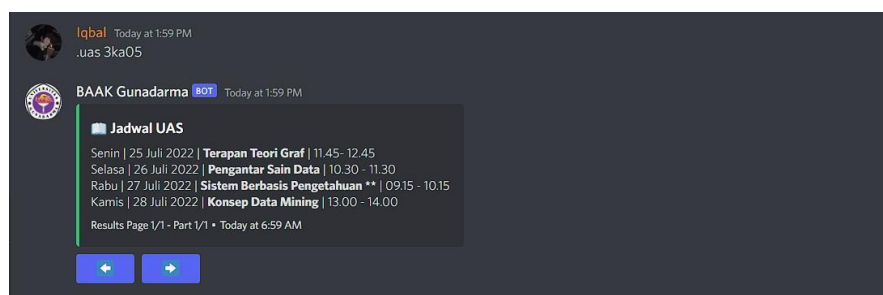 Iqbal Today at 1:59 PM
.uas 3ka05
BAAK Gunadarma BOT Today at 1:59 PM
📖 Jadwal UAS
Senin | 25 Juli 2022 | Terapan Teori Graf | 11.45- 12.45
Selasa | 26 Juli 2022 | Pengantar Sain Data | 10.30 - 11.30
Rabu | 27 Juli 2022 | Sistem Berbasis Pengetahuan ** | 09.15 - 10.15
Kamis | 28 Juli 2022 | Konsep Data Mining | 13.00 - 14.00
Results Page 1/1 - Part 1/1 • Today at 6:59 AM